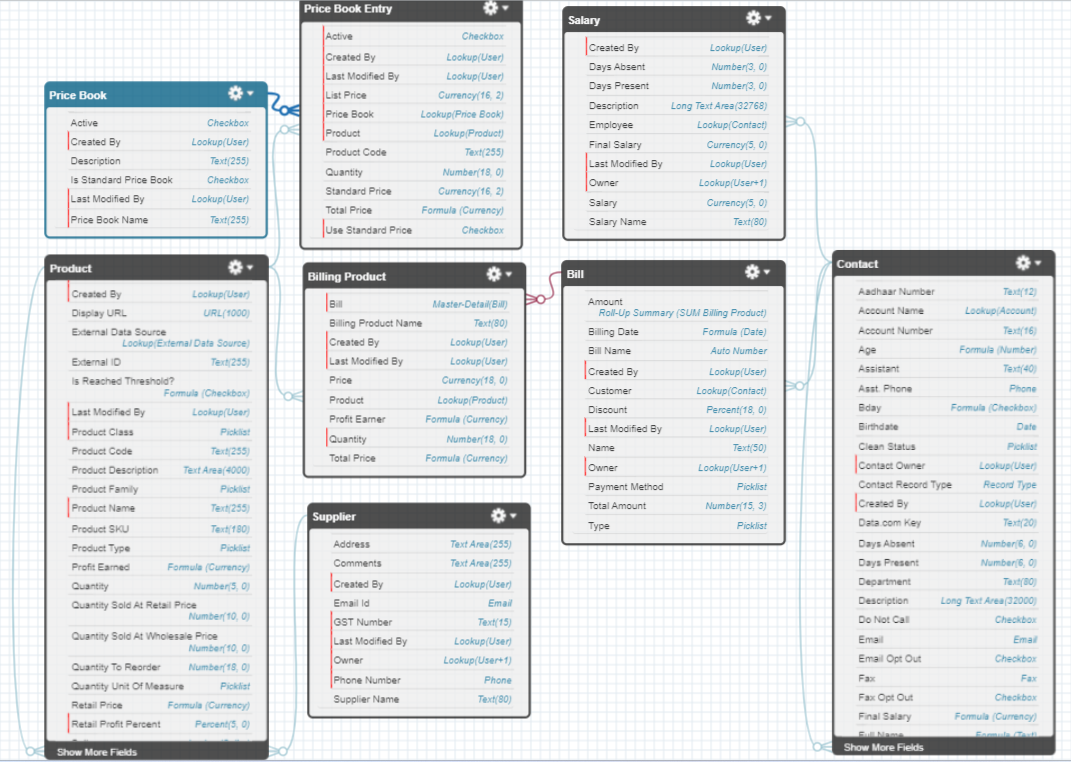 Price Book Entry
Active Checkbox
Created By Lookup(User)
Last Modified By Lookup(User)
List Price Currency(16, 2)
Price Book Lookup(Price Book)
Product Lookup(Product)
Product Code Text(255)
Quantity Number(18, 0)
Standard Price Currency(16, 2)
Total Price Formula (Currency)
Use Standard Price Checkbox
Salary
Created By Lookup(User)
Days Absent Number(3, 0)
Days Present Number(3, 0)
Description Long Text Area(32768)
Employee Lookup(Contact)
Final Salary Currency(5, 0)
Last Modified By Lookup(User)
Owner Lookup(User+1)
Salary Currency(5, 0)
Salary Name Text(80)
Price Book
Active Checkbox
Created By Lookup(User)
Description Text(255)
Is Standard Price Book Checkbox
Last Modified By Lookup(User)
Price Book Name Text(255)
Product
Created By Lookup(User)
Display URL URL(1000)
External Data Source
Lookup(External Data Source)
External ID Text(255)
Is Reached Threshold?
Formula (Checkbox)
Last Modified By Lookup(User)
Product Class Picklist
Product Code Text(255)
Product Description Text Area(4000)
Product Family Picklist
Product Name Text(255)
Product SKU Text(180)
Product Type Picklist
Profit Earned Formula (Currency)
Quantity Number(5, 0)
Quantity Sold At Retail Price
Number(10, 0)
Quantity Sold At Wholesale Price
Number(10, 0)
Quantity To Reorder Number(18, 0)
Quantity Unit Of Measure Picklist
Retail Price Formula (Currency)
Retail Profit Percent Percent(5, 0)
Show More Fields
Billing Product
Bill Master-Detail(Bill)
Billing Product Name Text(80)
Created By Lookup(User)
Last Modified By Lookup(User)
Price Currency(18, 0)
Product Lookup(Product)
Profit Earner Formula (Currency)
Quantity Number(18, 0)
Total Price Formula (Currency)
Supplier
Address Text Area(255)
Comments Text Area(255)
Created By Lookup(User)
Email Id Email
GST Number Text(15)
Last Modified By Lookup(User)
Owner Lookup(User+1)
Phone Number Phone
Supplier Name Text(80)
Bill
Amount
Roll-Up Summary (SUM Billing Product)
Billing Date Formula (Date)
Bill Name Auto Number
Created By Lookup(User)
Customer Lookup(Contact)
Discount Percent(18, 0)
Last Modified By Lookup(User)
Name Text(50)
Owner Lookup(User+1)
Payment Method Picklist
Total Amount Number(15, 3)
Type Picklist
Contact
Aadhaar Number Text(12)
Account Name Lookup(Account)
Account Number Text(16)
Age Formula (Number)
Assistant Text(40)
Asst. Phone Phone
Bday Formula (Checkbox)
Birthdate Date
Clean Status Picklist
Contact Owner Lookup(User)
Contact Record Type Record Type
Created By Lookup(User)
Data.com Key Text(20)
Days Absent Number(6, 0)
Days Present Number(6, 0)
Department Text(80)
Description Long Text Area(32000)
Do Not Call Checkbox
Email Email
Email Opt Out Checkbox
Fax Fax
Fax Opt Out Checkbox
Final Salary Formula (Currency)
Full Name Formula (Text)
Show More Fields